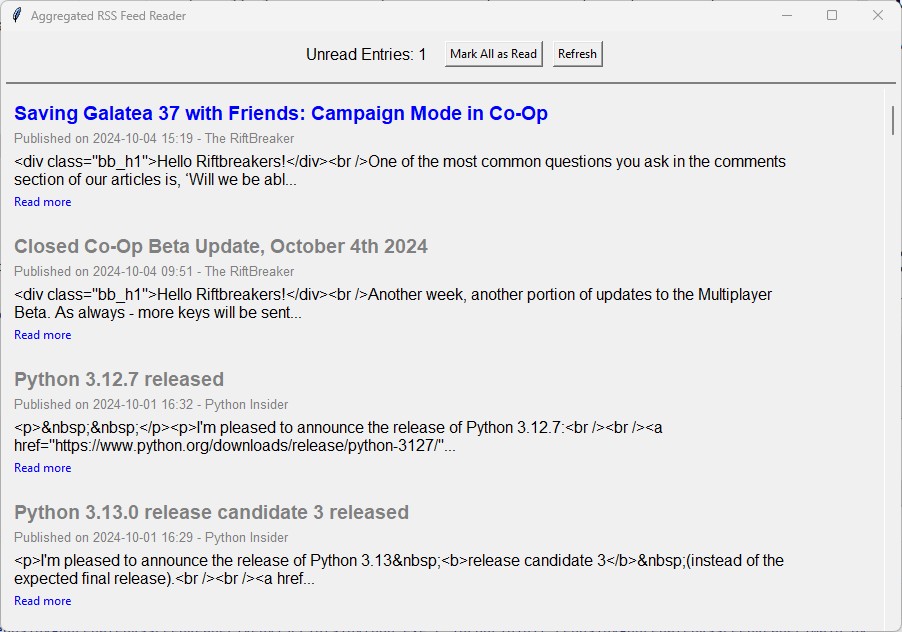 Aggregated RSS Feed Reader
Unread Entries: 1 Mark All as Read Refresh
Saving Galatea 37 with Friends: Campaign Mode in Co-Op
Published on 2024-10-04 15:19 - The RiftBreaker
<div class="bb_h1">Hello Riftbreakers!</div><br />One of the most common questions you ask in the comments
section of our articles is, ‘Will we be abl...
Read more
Closed Co-Op Beta Update, October 4th 2024
Published on 2024-10-04 09:51 - The RiftBreaker
<div class="bb_h1">Hello Riftbreakers!</div><br />Another week, another portion of updates to the Multiplayer
Beta. As always - more keys will be sent...
Read more
Python 3.12.7 released
Published on 2024-10-01 16:32 - Python Insider
<p>&nbsp;&nbsp;</p><p>I'm pleased to announce the release of Python 3.12.7:<br /><br /><a
href="https://www.python.org/downloads/release/python-3127/"...
Read more
Python 3.13.0 release candidate 3 released
Published on 2024-10-01 16:29 - Python Insider
<p>I'm pleased to announce the release of Python 3.13&nbsp;<b>release candidate 3</b>&nbsp;(instead of the
expected final release).<br /><br /><a href...
Read more